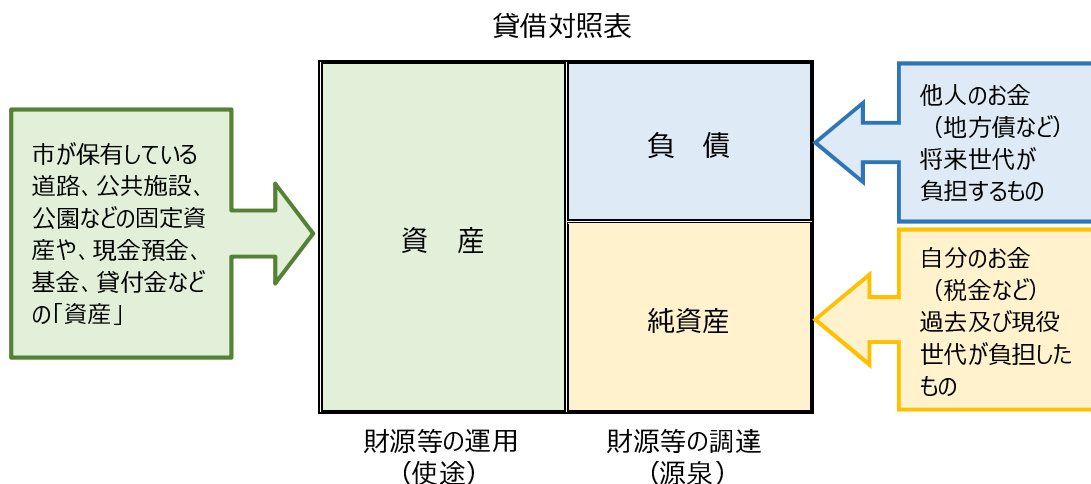 貸借対照表
市が保有している
道路、公共施設、
公園などの固定資
産や、現金預金、
基金、貸付金など
の「資産」
資　産
負　債
純資産
他人のお金
（地方債など）
将来世代が
負担するもの
自分のお金
（税金など）
過去及び現役
世代が負担した
もの
財源等の運用
（使途）
財源等の調達
（源泉）